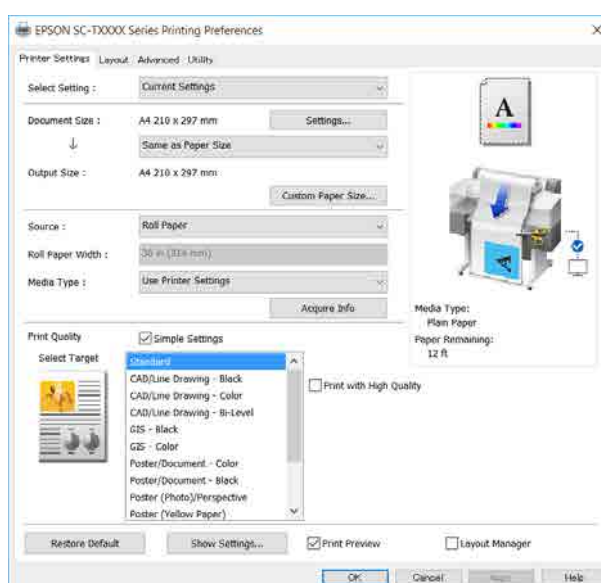 EPSON SC-TXXXX Series Printing Preferences
Printer Settings Layout Advanced Utility
Select Setting : Current Settings
Document Size : A4 210 x 297 mm Settings...
Same as Paper Size
Output Size : A4 210 x 297 mm
Custom Paper Size...
Source : Roll Paper
Roll Paper Width : 36 in (914 mm)
Media Type : Use Printer Settings
Acquire Info
Media Type:
Plain Paper
Paper Remaining:
12 ft
Print Quality Simple Settings
Select Target
Standard
CAD/Line Drawing - Black
CAD/Line Drawing - Color
CAD/Line Drawing - Bi-Level
GIS - Black
GIS - Color
Poster/Document - Color
Poster/Document - Black
Poster (Photo)/Perspective
Poster (Yellow Paper)
Print with High Quality
Restore Default Show Settings... Print Preview Layout Manager
OK Cancel Help
A
A